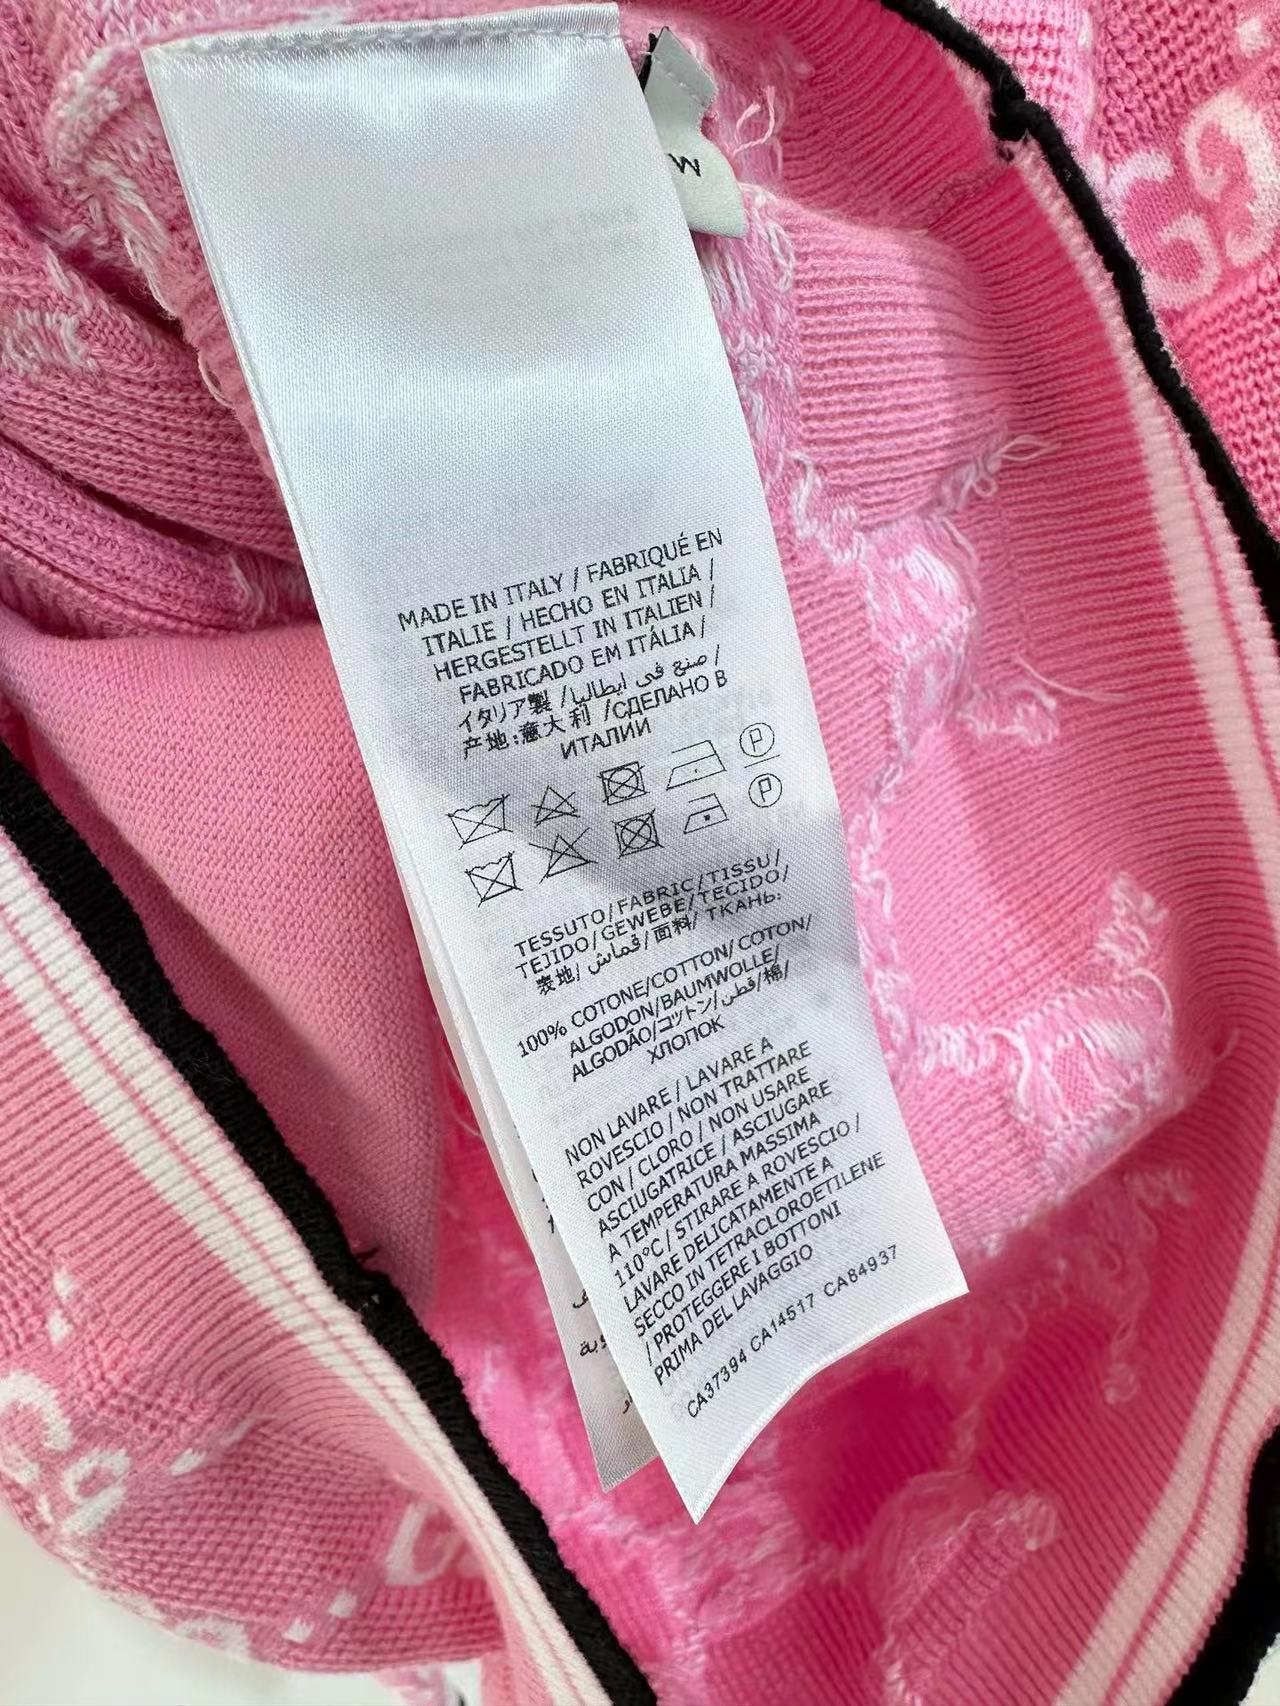 M
MADE IN ITALY / FABRIQUÉ EN
ITALIE / HECHO EN ITALIA /
HERGESTELLT IN ITALIEN /
FABRICADO EM ITÁLIA /
イタリア製 / صنع في ايطاليا /
产地:意大利 /СДЕЛАНО В
ИТАЛИИ
P
P
TESSUTO/FABRIC/TISSU/
TEJIDO/GEWEBE/TECIDO/
表地/ قماش/ 面料/ ТКАНЬ:
100% COTONE/COTTON/COTON/
ALGODON/BAUMWOLLE/
ALGODÃO/コットン/قطن/棉/
ХЛОПОК
NON LAVARE / LAVARE A
ROVESCIO / NON TRATTARE
CON / CLORO / NON USARE
ASCIUGATRICE / ASCIUGARE
A TEMPERATURA MASSIMA
110°C / STIRARE A ROVESCIO /
LAVARE DELICATAMENTE A
SECCO IN TETRACLOROETILENE
/ PROTEGGERE I BOTTONI
PRIMA DEL LAVAGGIO
CA37394 CA14517 CA84937